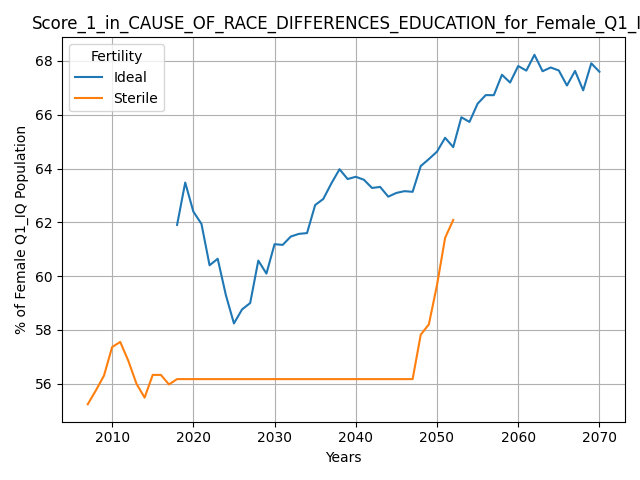 Score_1_in_CAUSE_OF_RACE_DIFFERENCES_EDUCATION_for_Female_Q1_I
Fertility
Ideal
Sterile
% of Female Q1_IQ Population
68
66
64
62
60
58
56
2010 2020 2030 2040 2050 2060 2070
Years